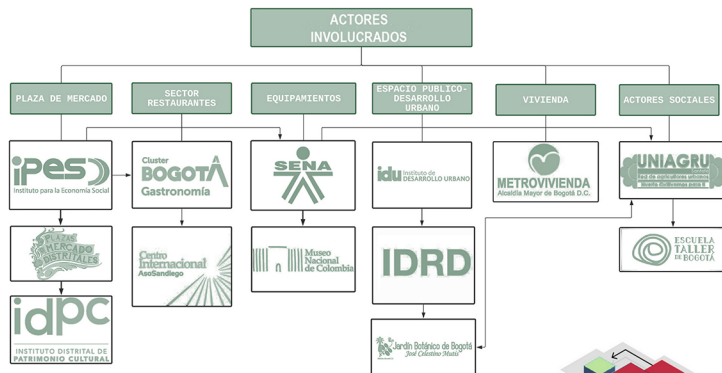 ACTORES
INVOLUCRADOS
PLAZA DE MERCADO
SECTOR
RESTAURANTES
EQUIPAMIENTOS
ESPACIO PUBLICO-
DESARROLLO
URBANO
VIVIENDA
ACTORES SOCIALES
ipes
Instituto para la Economía Social
Cluster
BOGOTÁ
Gastronomía
SENA
idu Instituto de
DESARROLLO URBANO
METROVIVIENDA
Alcaldía Mayor de Bogotá D.C.
UNIAGRU
Red de agricultores urbanos
PLAZAS
MERCADO
DISTRITALES
Centro
Internacional
AsoSandiego
Museo
Nacional
de Colombia
IDRD
ESCUELA
TALLER
DE BOGOTÁ
idpc
INSTITUTO DISTRITAL DE
PATRIMONIO CULTURAL
Jardín Botánico de Bogotá
José Celestino Mutis